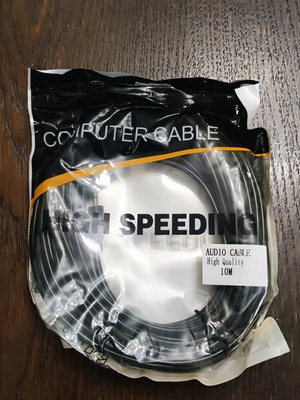 COMPUTER CABLE
HIGH SPEEDING
AUDIO CABLE
High Quality
10M